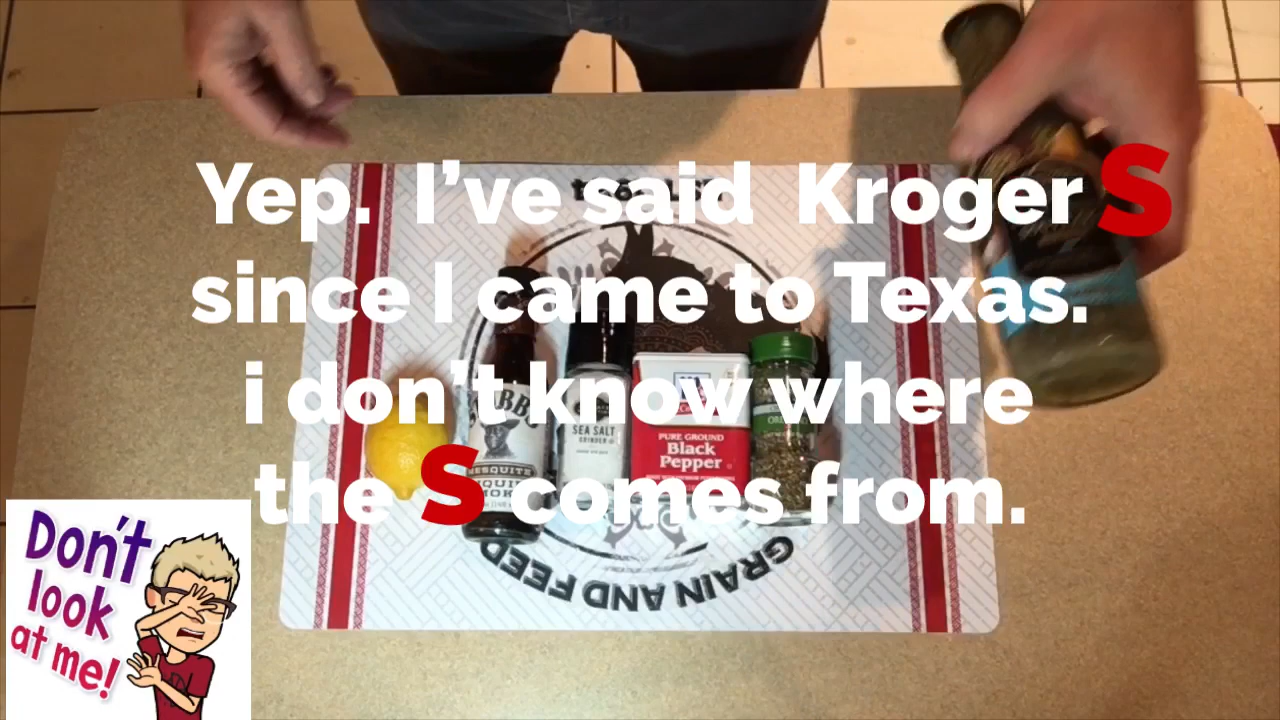 Yep. I've said Kroger S
since I came to Texas.
i don't know where
the S comes from.
SEA SALT
GRINDER
PURE GROUND
Black
Pepper
GRAIN AND FEED
Don't
look
at me!